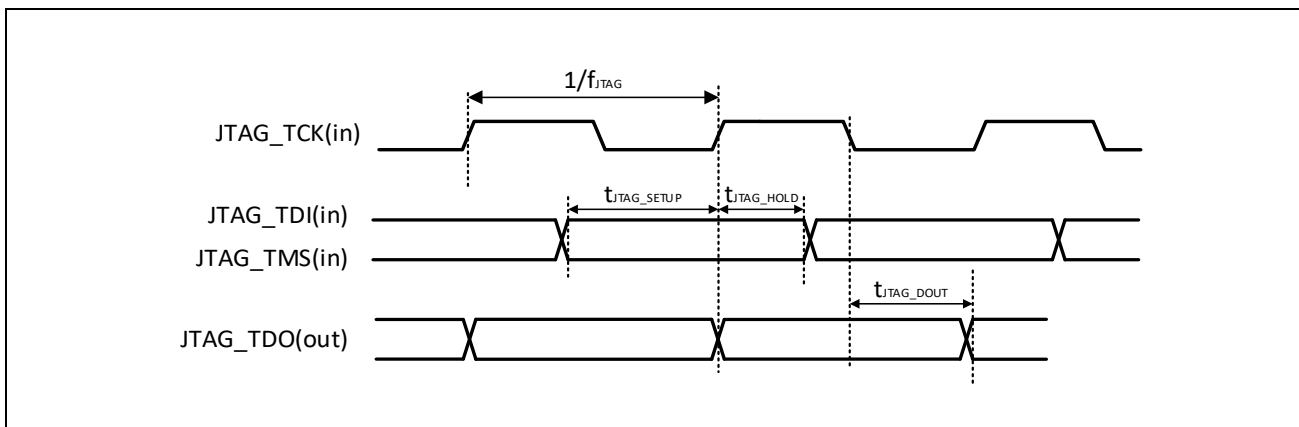 1/fJTAG
JTAG_TCK(in)
tJTAG_SETUP tJTAG_HOLD
JTAG_TDI(in)
JTAG_TMS(in)
tJTAG_DOUT
JTAG_TDO(out)